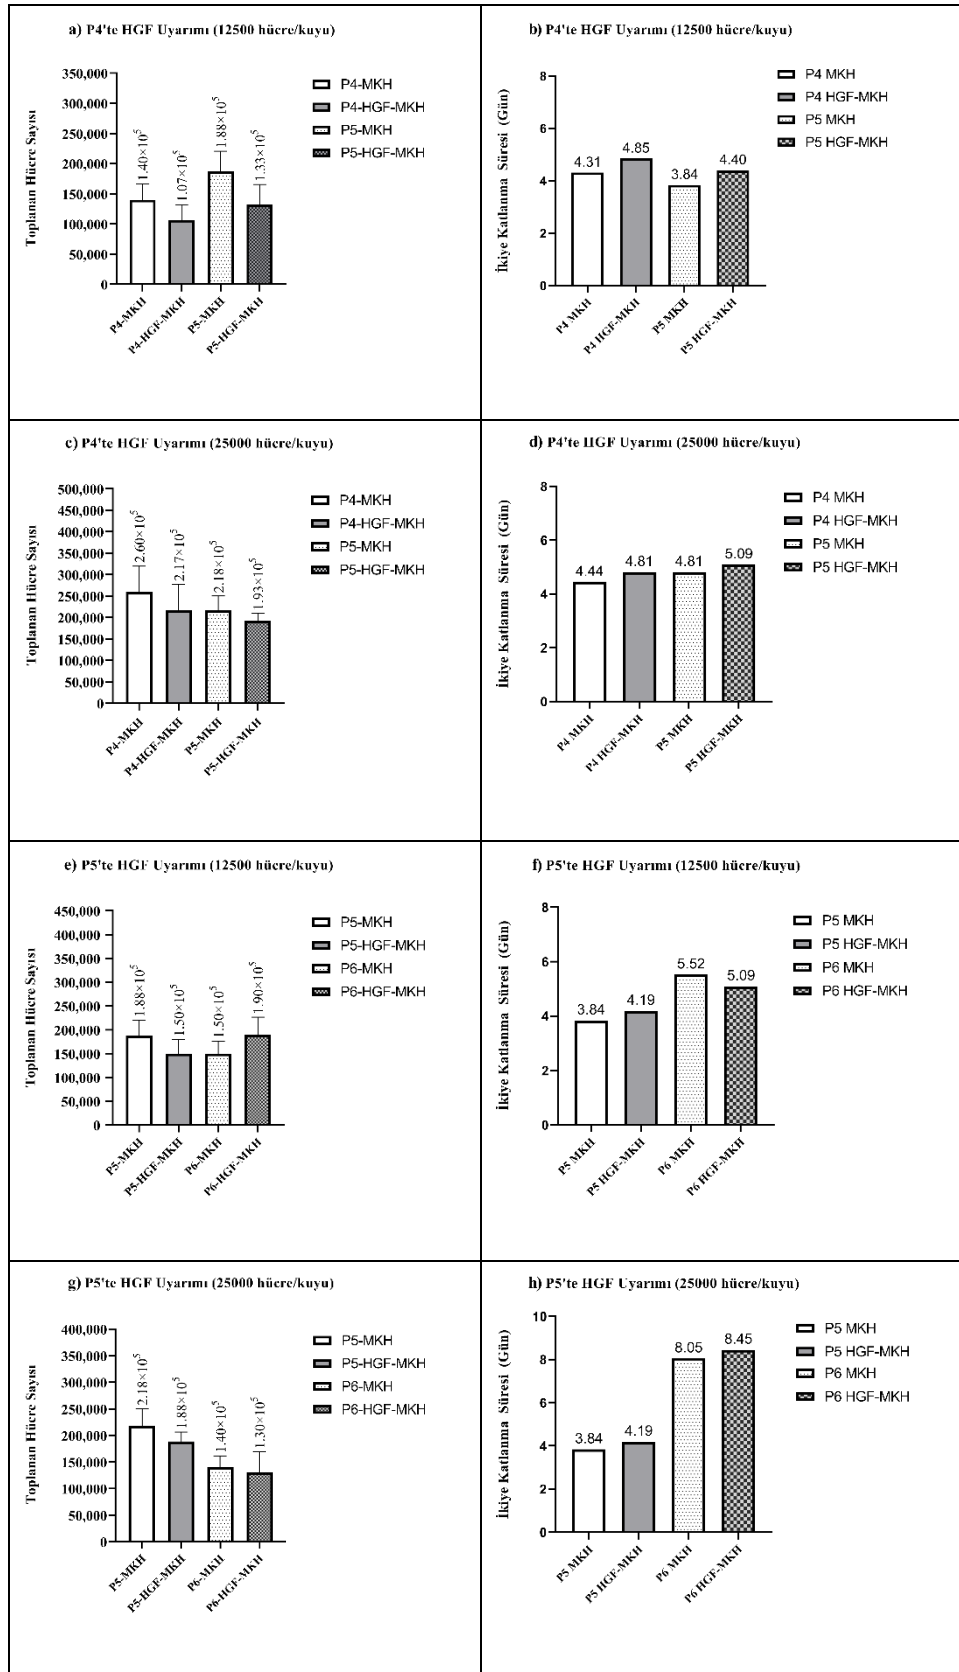 a) P4'te HGF Uyarımı (12500 hücre/kuyu)
Toplanan Hücre Sayısı
350,000
300,000
250,000
200,000
150,000
100,000
50,000
0
1.40×10⁵
1.07×10⁵
1.88×10⁵
1.33×10⁵
P4-MKH
P4-HGF-MKH
P5-MKH
P5-HGF-MKH
P4-MKH
P4-HGF-MKH
P5-MKH
P5-HGF-MKH
b) P4'te HGF Uyarımı (12500 hücre/kuyu)
İkiye Katlanma Süresi (Gün)
8
6
4
2
0
4.31
4.85
3.84
4.40
P4 MKH
P4 HGF-MKH
P5 MKH
P5 HGF-MKH
P4 MKH
P4 HGF-MKH
P5 MKH
P5 HGF-MKH
c) P4'te HGF Uyarımı (25000 hücre/kuyu)
Toplanan Hücre Sayısı
500,000
450,000
400,000
350,000
300,000
250,000
200,000
150,000
100,000
50,000
0
2.60×10⁵
2.17×10⁵
2.18×10⁵
1.93×10⁵
P4-MKH
P4-HGF-MKH
P5-MKH
P5-HGF-MKH
P4-MKH
P4-HGF-MKH
P5-MKH
P5-HGF-MKH
d) P4'te HGF Uyarımı (25000 hücre/kuyu)
İkiye Katlanma Süresi (Gün)
8
6
4
2
0
4.44
4.81
4.81
5.09
P4 MKH
P4 HGF-MKH
P5 MKH
P5 HGF-MKH
P4 MKH
P4 HGF-MKH
P5 MKH
P5 HGF-MKH
e) P5'te HGF Uyarımı (12500 hücre/kuyu)
Toplanan Hücre Sayısı
450,000
400,000
350,000
300,000
250,000
200,000
150,000
100,000
50,000
0
1.88×10⁵
1.50×10⁵
1.50×10⁵
1.90×10⁵
P5-MKH
P5-HGF-MKH
P6-MKH
P6-HGF-MKH
P5-MKH
P5-HGF-MKH
P6-MKH
P6-HGF-MKH
f) P5'te HGF Uyarımı (12500 hücre/kuyu)
İkiye Katlanma Süresi (Gün)
8
6
4
2
0
3.84
4.19
5.52
5.09
P5 MKH
P5 HGF-MKH
P6 MKH
P6 HGF-MKH
P5 MKH
P5 HGF-MKH
P6 MKH
P6 HGF-MKH
g) P5'te HGF Uyarımı (25000 hücre/kuyu)
Toplanan Hücre Sayısı
400,000
350,000
300,000
250,000
200,000
150,000
100,000
50,000
0
2.18×10⁵
1.88×10⁵
1.40×10⁵
1.30×10⁵
P5-MKH
P5-HGF-MKH
P6-MKH
P6-HGF-MKH
P5-MKH
P5-HGF-MKH
P6-MKH
P6-HGF-MKH
h) P5'te HGF Uyarımı (25000 hücre/kuyu)
İkiye Katlanma Süresi (Gün)
10
8
6
4
2
0
3.84
4.19
8.05
8.45
P5 MKH
P5 HGF-MKH
P6 MKH
P6 HGF-MKH
P5 MKH
P5 HGF-MKH
P6 MKH
P6 HGF-MKH